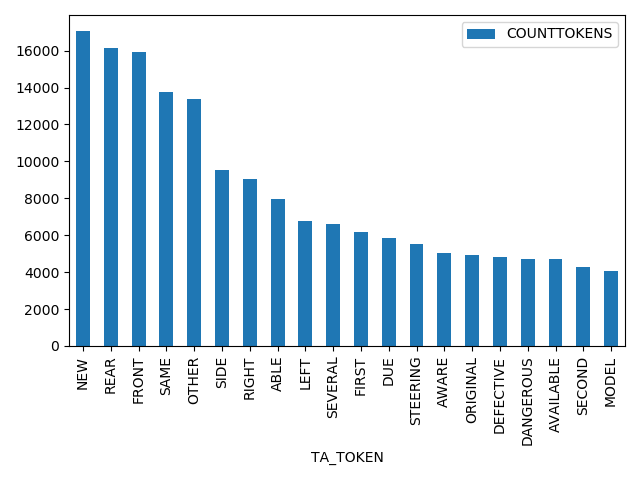 COUNTTOKENS
16000
14000
12000
10000
8000
6000
4000
2000
0
NEW
REAR
FRONT
SAME
OTHER
SIDE
RIGHT
ABLE
LEFT
SEVERAL
FIRST
DUE
STEERING
AWARE
ORIGINAL
DEFECTIVE
DANGEROUS
AVAILABLE
SECOND
MODEL
TA_TOKEN